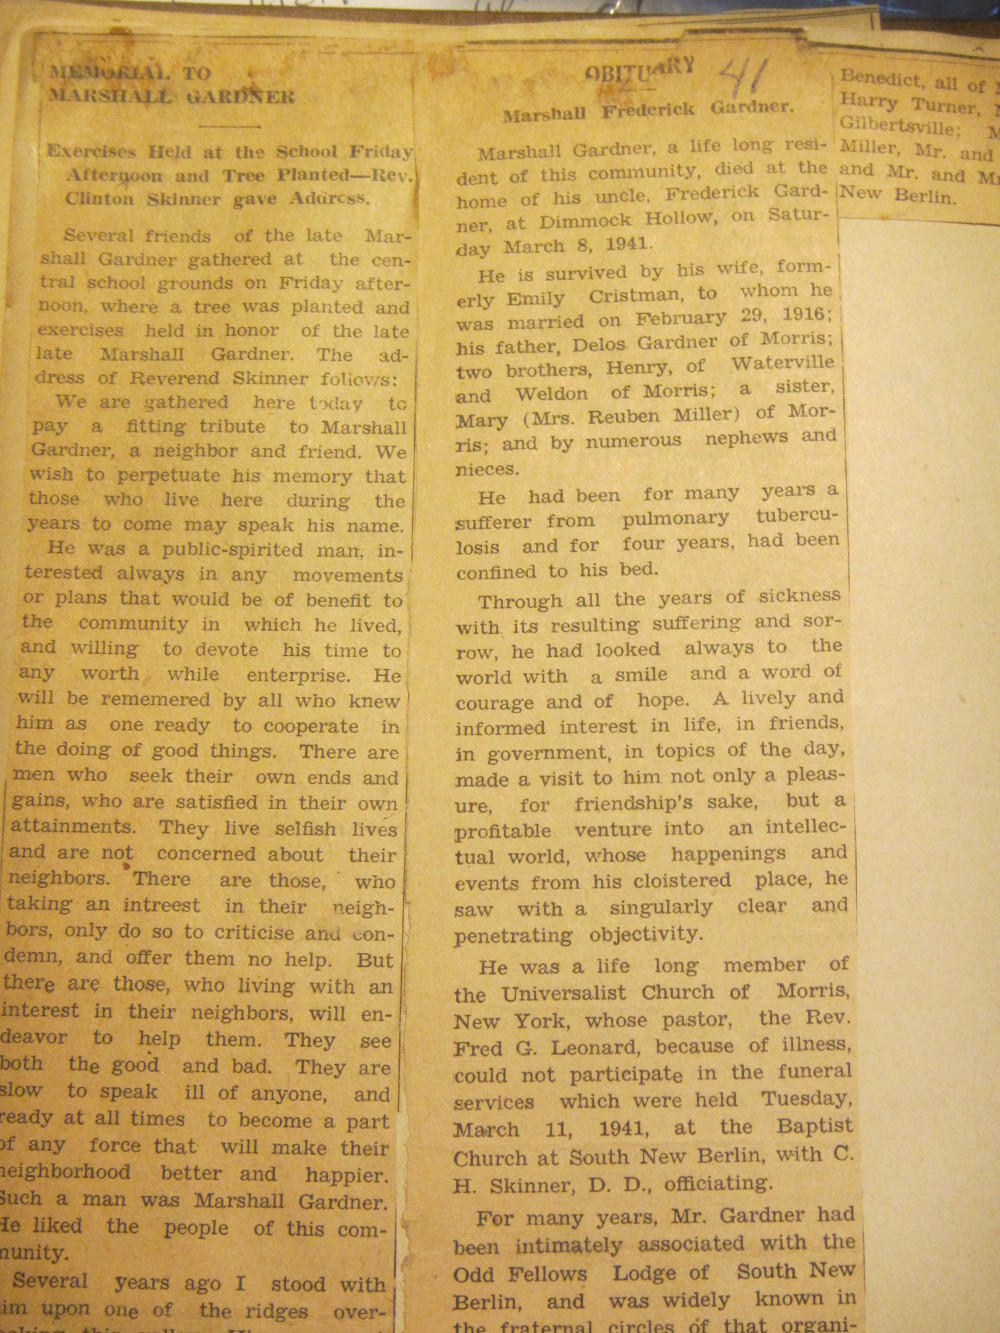 MEMORIAL TO
MARSHALL GARDNER
Exercises Held at the School Friday
Afternoon and Tree Planted—Rev.
Clinton Skinner gave Address.
Several friends of the late Mar-
shall Gardner gathered at the cen-
tral school grounds on Friday after-
noon, where a tree was planted and
exercises held in honor of the late
late Marshall Gardner. The ad-
dress of Reverend Skinner follows:
We are gathered here today to
pay a fitting tribute to Marshall
Gardner, a neighbor and friend. We
wish to perpetuate his memory that
those who live here during the
years to come may speak his name.
He was a public-spirited man, in-
terested always in any movements
or plans that would be of benefit to
the community in which he lived,
and willing to devote his time to
any worth while enterprise. He
will be rememered by all who knew
him as one ready to cooperate in
the doing of good things. There are
men who seek their own ends and
gains, who are satisfied in their own
attainments. They live selfish lives
and are not concerned about their
neighbors. There are those, who
taking an intreest in their neigh-
bors, only do so to criticise and con-
demn, and offer them no help. But
there are those, who living with an
interest in their neighbors, will en-
deavor to help them. They see
both the good and bad. They are
slow to speak ill of anyone, and
ready at all times to become a part
of any force that will make their
neighborhood better and happier.
Such a man was Marshall Gardner.
He liked the people of this com-
munity.
Several years ago I stood with
him upon one of the ridges over-
OBITUARY
41
Marshall Frederick Gardner.
Marshall Gardner, a life long resi-
dent of this community, died at the
home of his uncle, Frederick Gard-
ner, at Dimmock Hollow, on Satur-
day March 8, 1941.
He is survived by his wife, form-
erly Emily Cristman, to whom he
was married on February 29, 1916;
his father, Delos Gardner of Morris;
two brothers, Henry, of Waterville
and Weldon of Morris; a sister,
Mary (Mrs. Reuben Miller) of Mor-
ris; and by numerous nephews and
nieces.
He had been for many years a
sufferer from pulmonary tubercu-
losis and for four years, had been
confined to his bed.
Through all the years of sickness
with its resulting suffering and sor-
row, he had looked always to the
world with a smile and a word of
courage and of hope. A lively and
informed interest in life, in friends,
in government, in topics of the day,
made a visit to him not only a pleas-
ure, for friendship's sake, but a
profitable venture into an intellec-
tual world, whose happenings and
events from his cloistered place, he
saw with a singularly clear and
penetrating objectivity.
He was a life long member of
the Universalist Church of Morris,
New York, whose pastor, the Rev.
Fred G. Leonard, because of illness,
could not participate in the funeral
services which were held Tuesday,
March 11, 1941, at the Baptist
Church at South New Berlin, with C.
H. Skinner, D. D., officiating.
For many years, Mr. Gardner had
been intimately associated with the
Odd Fellows Lodge of South New
Berlin, and was widely known in
the fraternal circles of that organi-
Benedict, all of
Harry Turner,
Gilbertsville;
Miller, Mr. and
and Mr. and
New Berlin.